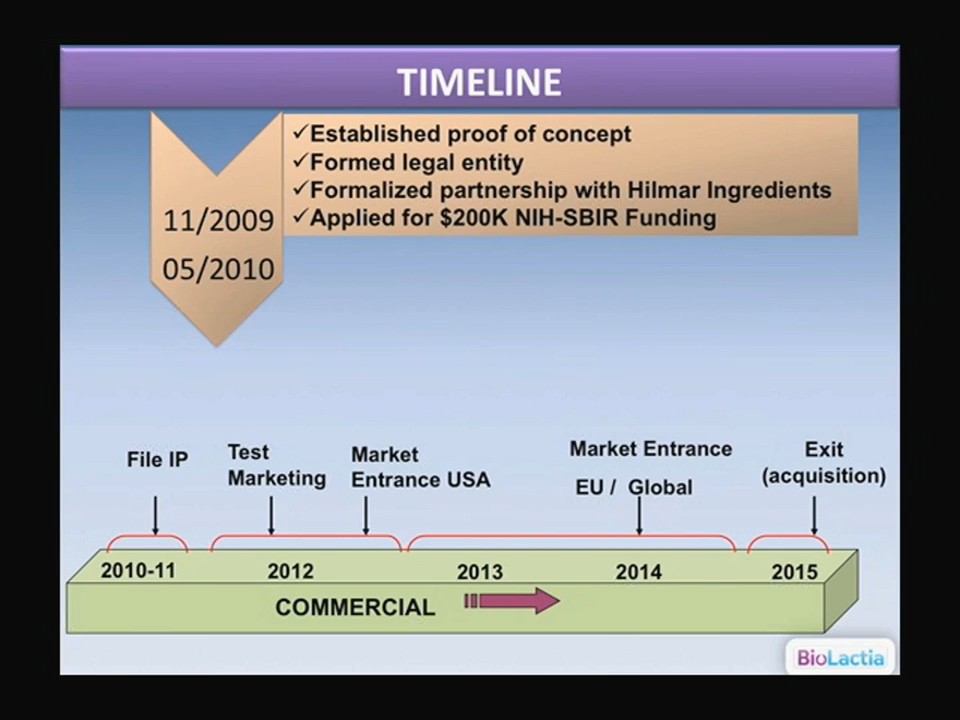 TIMELINE
✓Established proof of concept
✓Formed legal entity
✓Formalized partnership with Hilmar Ingredients
✓Applied for $200K NIH-SBIR Funding
11/2009
05/2010
File IP
Test
Marketing
Market
Entrance USA
Market Entrance
EU / Global
Exit
(acquisition)
2010-11
2012
2013
2014
2015
COMMERCIAL
BioLactia